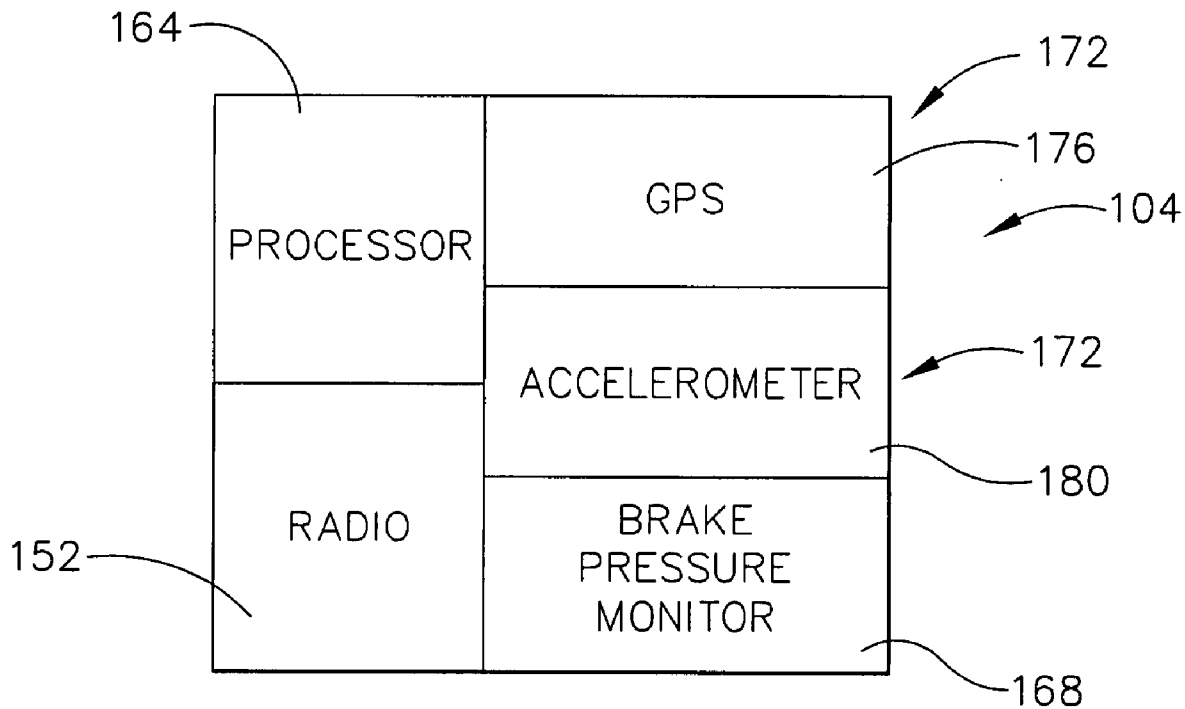 164
172
176
GPS
104
PROCESSOR
172
ACCELEROMETER
180
RADIO
BRAKE
PRESSURE
MONITOR
152
168